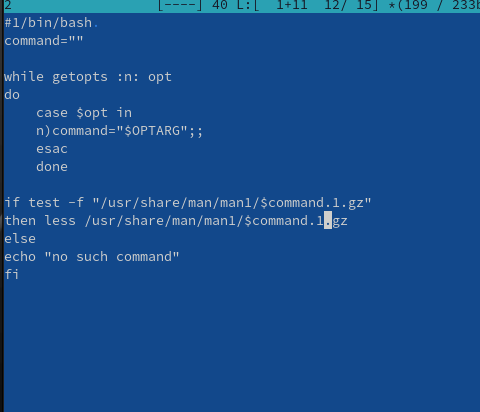 2 [----] 40 L:[ 1+11 12/ 15] *(199 / 233b
#1/bin/bash
command=""
while getopts :n: opt
do
case $opt in
n)command="$OPTARG";;
esac
done
if test -f "/usr/share/man/man1/$command.1.gz"
then less /usr/share/man/man1/$command.1.gz
else
echo "no such command"
fi